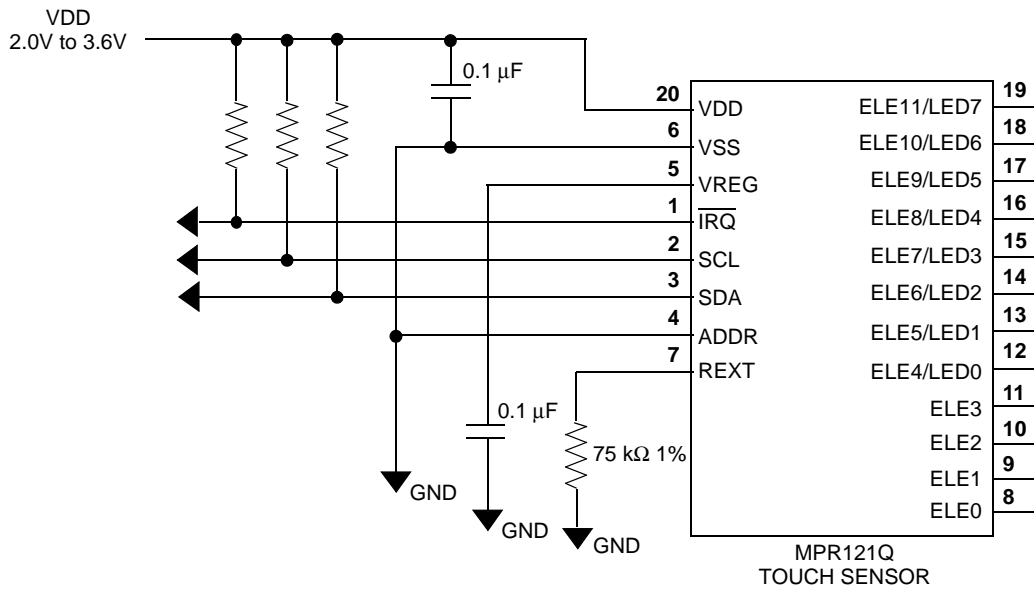 VDD
2.0V to 3.6V
0.1 μF
20
VDD
6
VSS
5
VREG
1
IRQ
2
SCL
3
SDA
4
ADDR
7
REXT
ELE11/LED7
19
ELE10/LED6
18
ELE9/LED5
17
ELE8/LED4
16
ELE7/LED3
15
ELE6/LED2
14
ELE5/LED1
13
ELE4/LED0
12
ELE3
11
ELE2
10
ELE1
9
ELE0
8
0.1 μF
75 kΩ 1%
GND
GND
GND
MPR121Q
TOUCH SENSOR